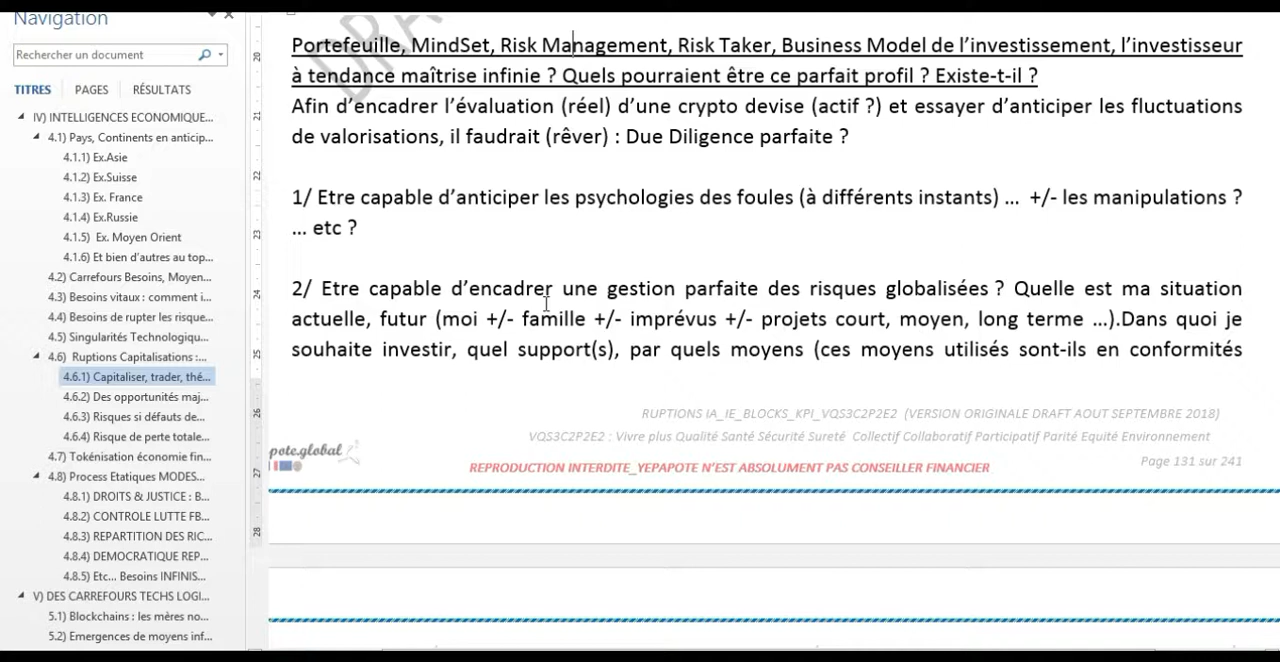 Navigation
Rechercher un document
TITRES PAGES RÉSULTATS
IV) INTELLIGENCES ECONOMIQUE...
4.1) Pays, Continents en anticip...
4.1.1) Ex.Asie
4.1.2) Ex.Suisse
4.1.3) Ex. France
4.1.4) Ex.Russie
4.1.5) Ex. Moyen Orient
4.1.6) Et bien d'autres au top...
4.2) Carrefours Besoins, Moyen...
4.3) Besoins vitaux : comment i...
4.4) Besoins de rupter les risque...
4.5) Singularités Technologiqu...
4.6) Ruptions Capitalisations :...
4.6.1) Capitaliser, trader, thé...
4.6.2) Des opportunités maj...
4.6.3) Risques si défauts de...
4.6.4) Risque de perte totale...
4.7) Tokénisation économie fin...
4.8) Process Etatiques MODES...
4.8.1) DROITS & JUSTICE : B...
4.8.2) CONTROLE LUTTE FB...
4.8.3) REPARTITION DES RIC...
4.8.4) DEMOCRATIQUE REP...
4.8.5) Etc... Besoins INFINIS...
V) DES CARREFOURS TECHS LOGI...
5.1) Blockchains : les mères no...
5.2) Emergences de moyens inf...
20
21
22
23
24
25
26
27
28
DRA
Portefeuille, MindSet, Risk Management, Risk Taker, Business Model de l'investissement, l'investisseur
à tendance maîtrise infinie ? Quels pourraient être ce parfait profil ? Existe-t-il ?
Afin d'encadrer l'évaluation (réel) d'une crypto devise (actif ?) et essayer d'anticiper les fluctuations
de valorisations, il faudrait (rêver) : Due Diligence parfaite ?
1/ Etre capable d'anticiper les psychologies des foules (à différents instants) ... +/- les manipulations ?
... etc ?
2/ Etre capable d'encadrer une gestion parfaite des risques globalisées ? Quelle est ma situation
actuelle, futur (moi +/- famille +/- imprévus +/- projets court, moyen, long terme ...).Dans quoi je
souhaite investir, quel support(s), par quels moyens (ces moyens utilisés sont-ils en conformités
RUPTIONS IA_IE_BLOCKS_KPI_VQS3C2P2E2 (VERSION ORIGINALE DRAFT AOUT SEPTEMBRE 2018)
VQS3C2P2E2 : Vivre plus Qualité Santé Sécurité Sureté Collectif Collaboratif Participatif Parité Equité Environnement
pote.global
REPRODUCTION INTERDITE_YEPAPOTE N'EST ABSOLUMENT PAS CONSEILLER FINANCIER
Page 131 sur 241